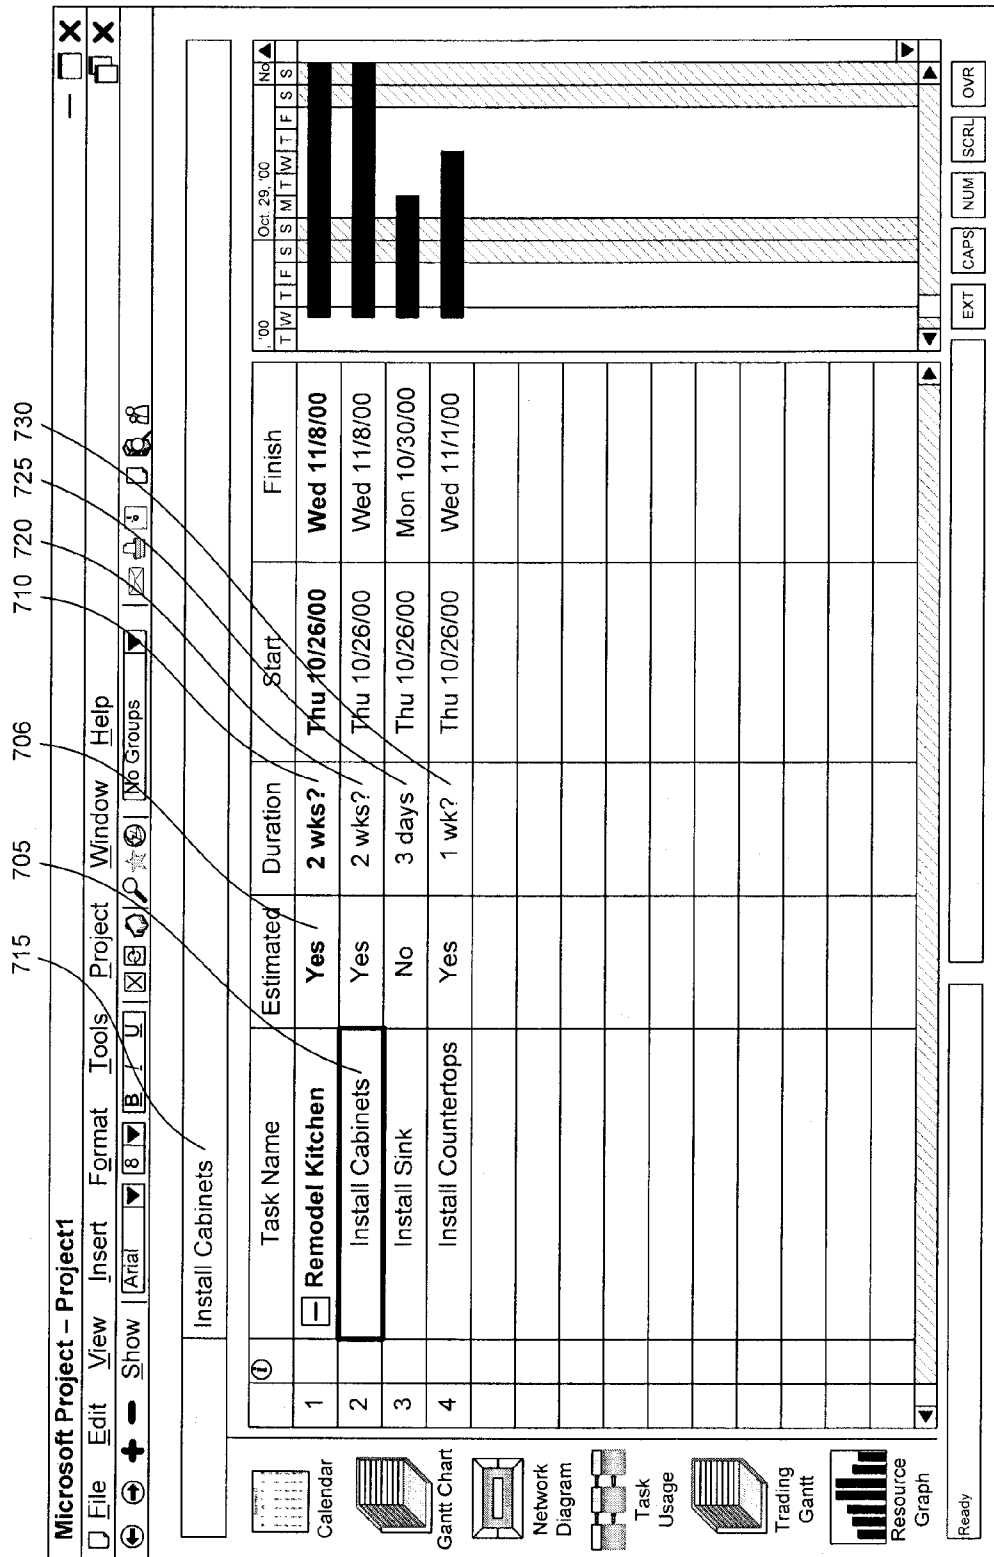 715 705 706 710 720 725 730
Microsoft Project – Project1
File Edit View Insert Format Tools Project Window Help
Show Arial 8 B I U No Groups
Install Cabinets
Task Name Estimated Duration Start Finish
1 Remodel Kitchen Yes 2 wks? Thu 10/26/00 Wed 11/8/00
2 Install Cabinets Yes 2 wks? Thu 10/26/00 Wed 11/8/00
3 Install Sink No 3 days Thu 10/26/00 Mon 10/30/00
4 Install Countertops Yes 1 wk? Thu 10/26/00 Wed 11/1/00
, '00 Oct. 29, '00 No
T W T F S S M T W T F S S
Calendar
Gantt Chart
Network
Diagram
Task
Usage
Trading
Gantt
Resource
Graph
Ready
EXT CAPS NUM SCRL OVR